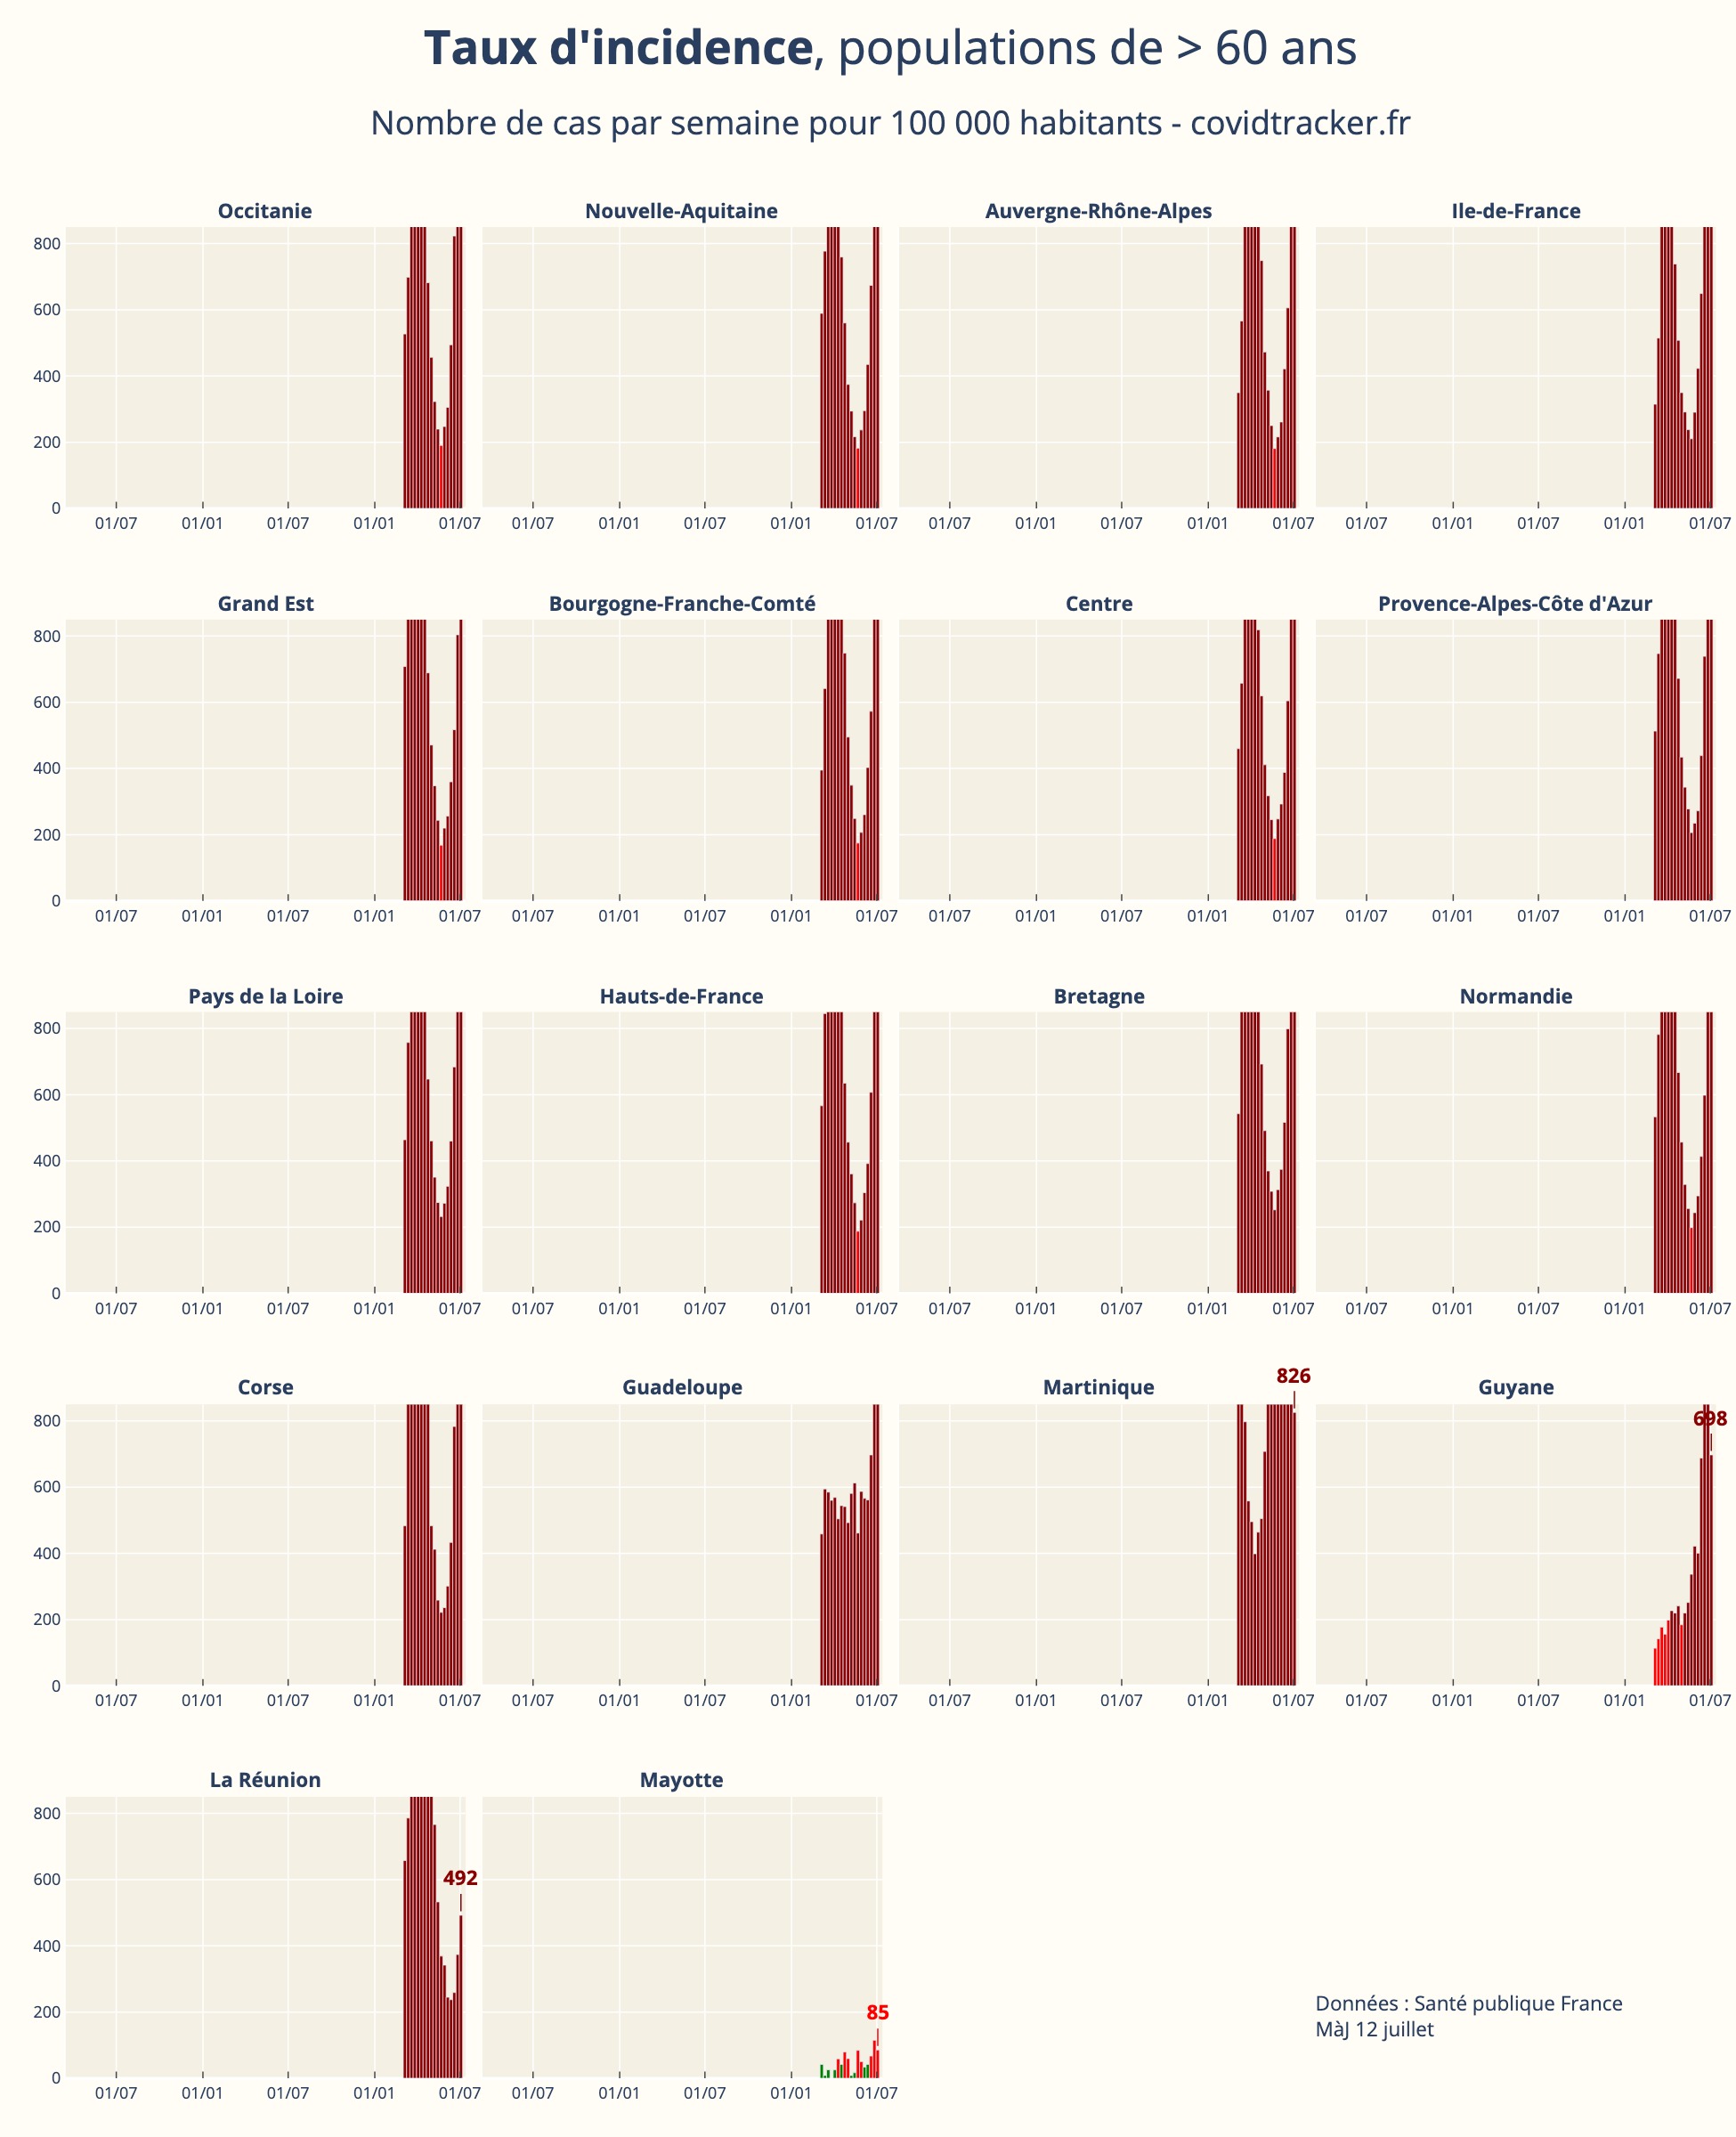 Taux d'incidence, populations de > 60 ans
Nombre de cas par semaine pour 100 000 habitants - covidtracker.fr
Occitanie Nouvelle-Aquitaine Auvergne-Rhône-Alpes Ile-de-France
800
600
400
200
0
01/07 01/01 01/07 01/01 01/07 01/07 01/01 01/07 01/01 01/07 01/07 01/01 01/07 01/01 01/07 01/07 01/01 01/07 01/01 01/07
Grand Est Bourgogne-Franche-Comté Centre Provence-Alpes-Côte d'Azur
800
600
400
200
0
01/07 01/01 01/07 01/01 01/07 01/07 01/01 01/07 01/01 01/07 01/07 01/01 01/07 01/01 01/07 01/07 01/01 01/07 01/01 01/07
Pays de la Loire Hauts-de-France Bretagne Normandie
800
600
400
200
0
01/07 01/01 01/07 01/01 01/07 01/07 01/01 01/07 01/01 01/07 01/07 01/01 01/07 01/01 01/07 01/07 01/01 01/07 01/01 01/07
826
Corse Guadeloupe Martinique Guyane
800 698
600
400
200
0
01/07 01/01 01/07 01/01 01/07 01/07 01/01 01/07 01/01 01/07 01/07 01/01 01/07 01/01 01/07 01/07 01/01 01/07 01/01 01/07
La Réunion Mayotte
800
600 492
400
200 85
0
01/07 01/01 01/07 01/01 01/07 01/07 01/01 01/07 01/01 01/07
Données : Santé publique France
MàJ 12 juillet